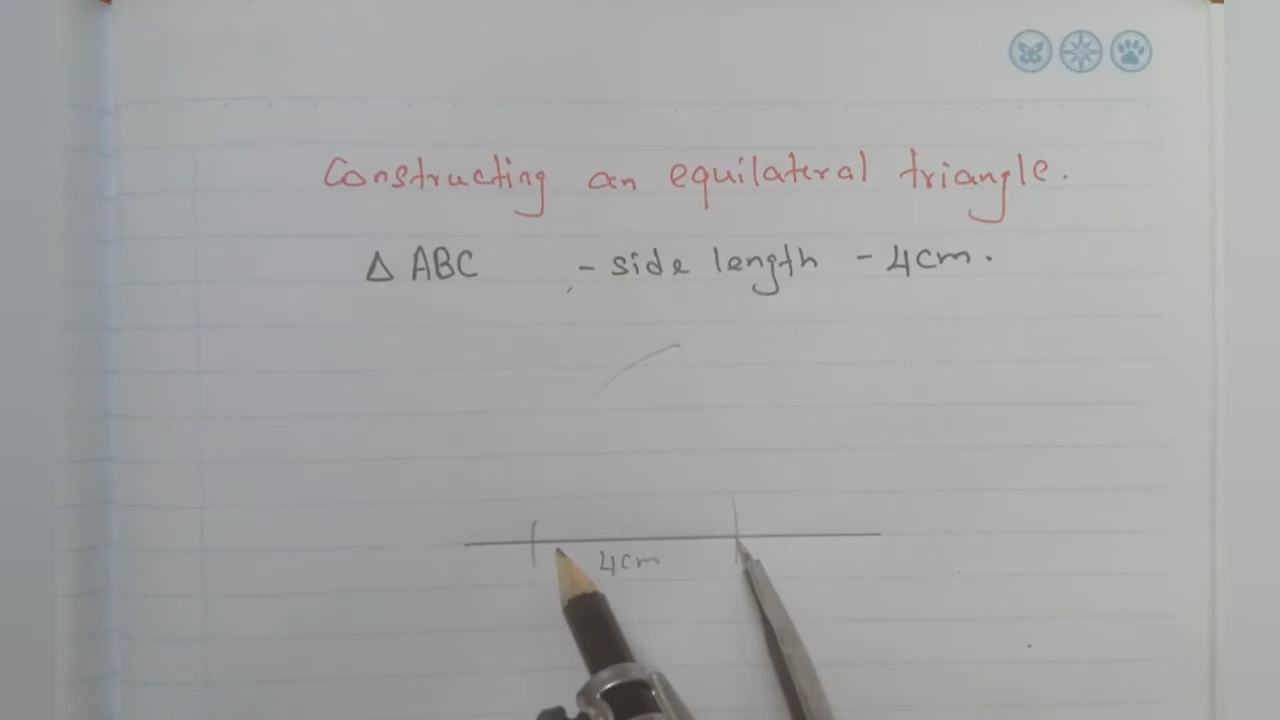 Constructing an equilateral triangle.
Δ ABC - side length - 4cm.
4cm